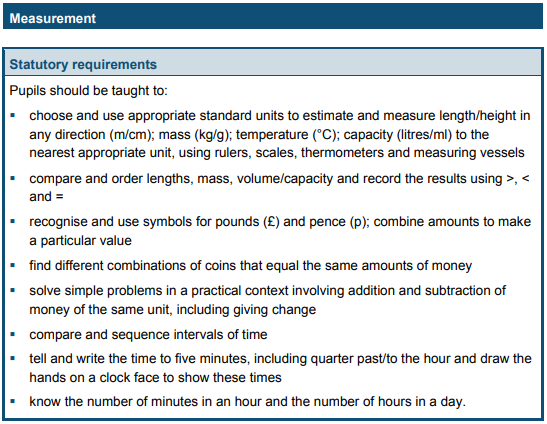 Measurement
Statutory requirements
Pupils should be taught to:
▪ choose and use appropriate standard units to estimate and measure length/height in
any direction (m/cm); mass (kg/g); temperature (°C); capacity (litres/ml) to the
nearest appropriate unit, using rulers, scales, thermometers and measuring vessels
▪ compare and order lengths, mass, volume/capacity and record the results using >, <
and =
▪ recognise and use symbols for pounds (£) and pence (p); combine amounts to make
a particular value
▪ find different combinations of coins that equal the same amounts of money
▪ solve simple problems in a practical context involving addition and subtraction of
money of the same unit, including giving change
▪ compare and sequence intervals of time
▪ tell and write the time to five minutes, including quarter past/to the hour and draw the
hands on a clock face to show these times
▪ know the number of minutes in an hour and the number of hours in a day.